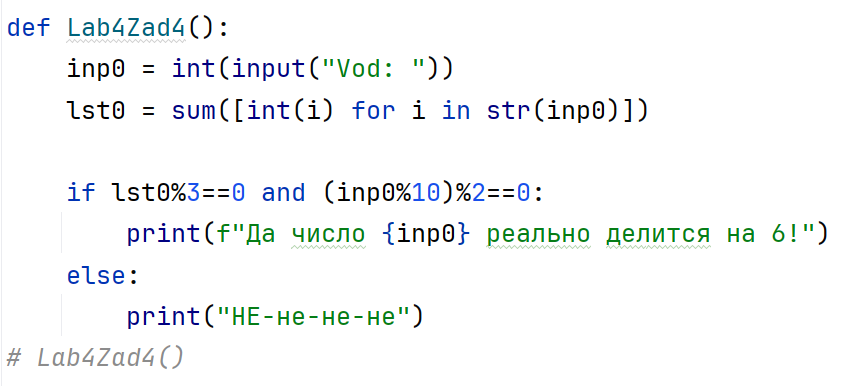 def Lab4Zad4():
    inp0 = int(input("Vod: "))
    lst0 = sum([int(i) for i in str(inp0)])
    if lst0%3==0 and (inp0%10)%2==0:
        print(f"Да число {inp0} реально делится на 6!")
    else:
        print("НЕ-не-не-не")
# Lab4Zad4()